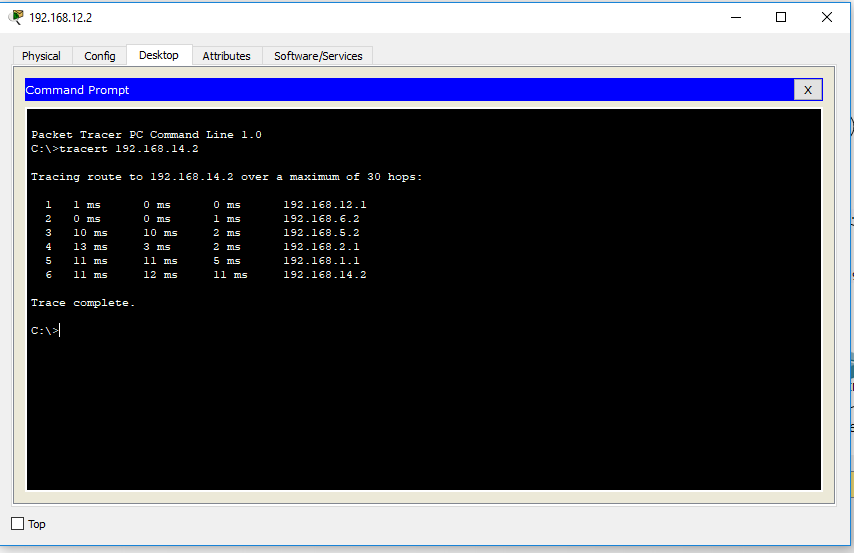 192.168.12.2
Physical Config Desktop Attributes Software/Services
Command Prompt X
Packet Tracer PC Command Line 1.0
C:\>tracert 192.168.14.2
Tracing route to 192.168.14.2 over a maximum of 30 hops:
1 1 ms 0 ms 0 ms 192.168.12.1
2 0 ms 0 ms 1 ms 192.168.6.2
3 10 ms 10 ms 2 ms 192.168.5.2
4 13 ms 3 ms 2 ms 192.168.2.1
5 11 ms 11 ms 5 ms 192.168.1.1
6 11 ms 12 ms 11 ms 192.168.14.2
Trace complete.
C:\>
Top